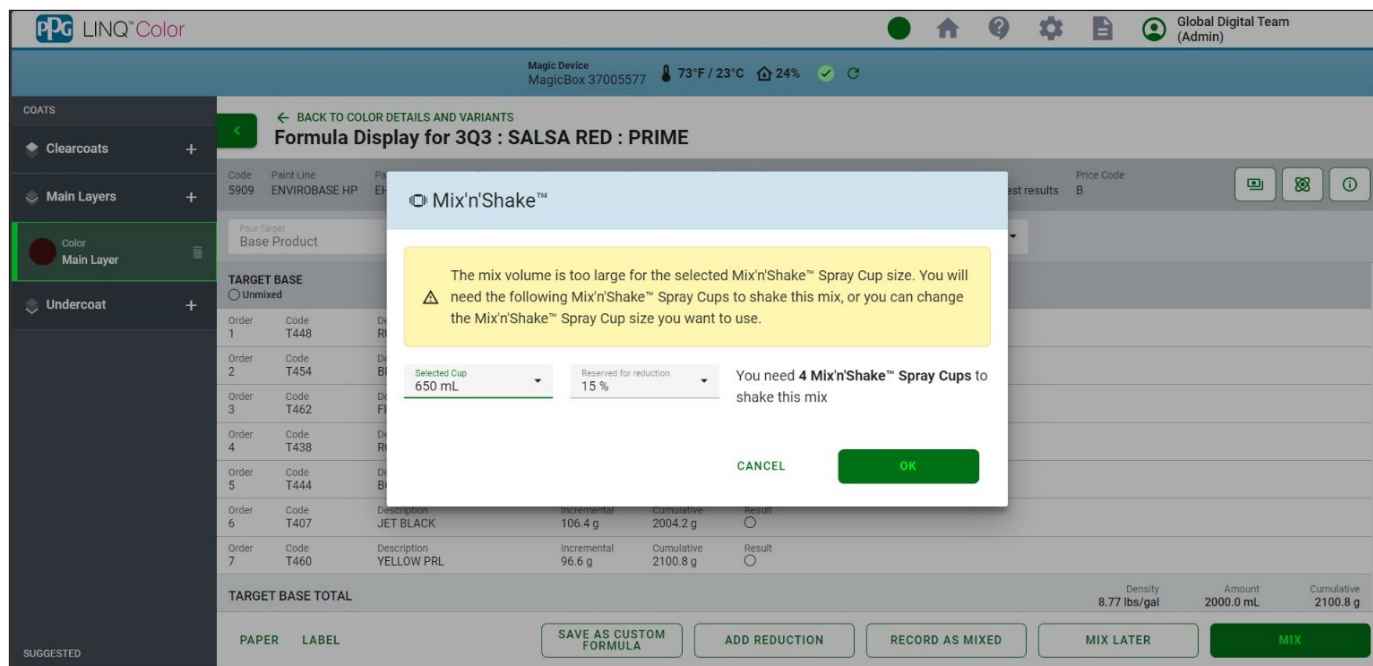 PPG LINQ™Color
Global Digital Team
(Admin)
Magic Device
MagicBox 37005577
73°F / 23°C
24%
COATS
Clearcoats +
Main Layers +
Color
Main Layer
Undercoat +
SUGGESTED
← BACK TO COLOR DETAILS AND VARIANTS
Formula Display for 3Q3 : SALSA RED : PRIME
Code Paint Line
5909 ENVIROBASE HP
est results
Price Code
B
Pour Target
Base Product
TARGET BASE
Unmixed
Order Code
1 T448
Order Code
2 T454
Order Code
3 T462
Order Code
4 T438
Order Code
5 T444
Order Code Description Incremental Cumulative Result
6 T407 JET BLACK 106.4 g 2004.2 g
Order Code Description Incremental Cumulative Result
7 T460 YELLOW PRL 96.6 g 2100.8 g
TARGET BASE TOTAL
Density Amount Cumulative
8.77 lbs/gal 2000.0 mL 2100.8 g
PAPER LABEL
SAVE AS CUSTOM
FORMULA
ADD REDUCTION
RECORD AS MIXED
MIX LATER
MIX
Mix'n'Shake™
The mix volume is too large for the selected Mix'n'Shake™ Spray Cup size. You will
need the following Mix'n'Shake™ Spray Cups to shake this mix, or you can change
the Mix'n'Shake™ Spray Cup size you want to use.
Selected Cup
650 mL
Reserved for reduction
15 %
You need 4 Mix'n'Shake™ Spray Cups to
shake this mix
CANCEL
OK